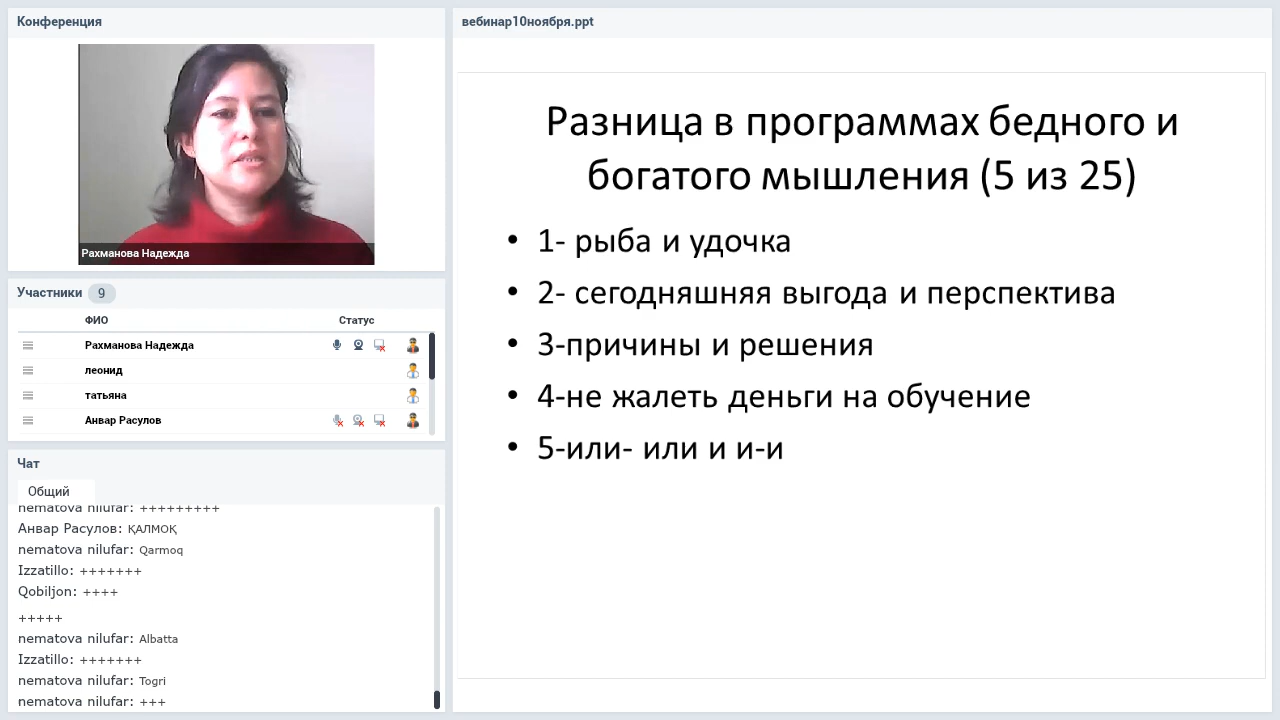 Конференция
Рахманова Надежда
Участники 9
ФИО Статус
Рахманова Надежда
леонид
татьяна
Анвар Расулов
Чат
Общий
nematova nilufar: +++++++++
Анвар Расулов: ҚАЛМОҚ
nematova nilufar: Qarmoq
Izzatillo: +++++++
Qobiljon: ++++
+++++
nematova nilufar: Albatta
Izzatillo: +++++++
nematova nilufar: Togri
nematova nilufar: +++
вебинар10ноября.ppt
Разница в программах бедного и
богатого мышления (5 из 25)
• 1- рыба и удочка
• 2- сегодняшняя выгода и перспектива
• 3-причины и решения
• 4-не жалеть деньги на обучение
• 5-или- или и и-и